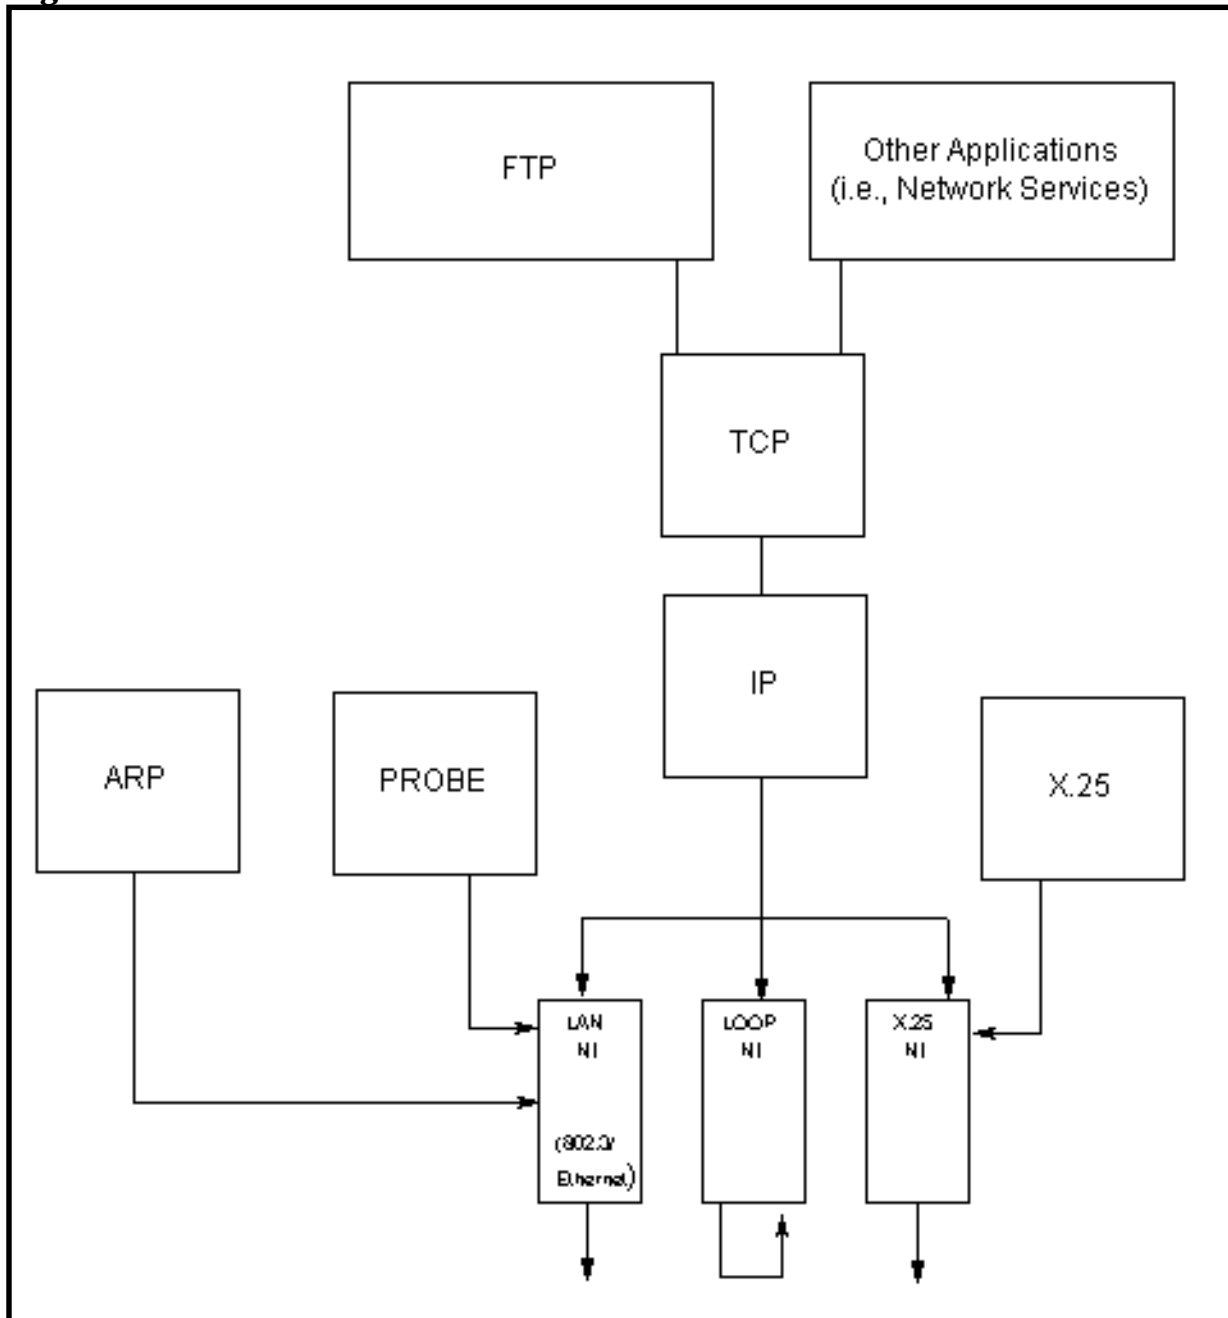 FTP
Other Applications
(i.e., Network Services)
TCP
IP
ARP
PROBE
X.25
LAN
NI
(802.3/
Ethernet)
LOOP
NI
X.25
NI